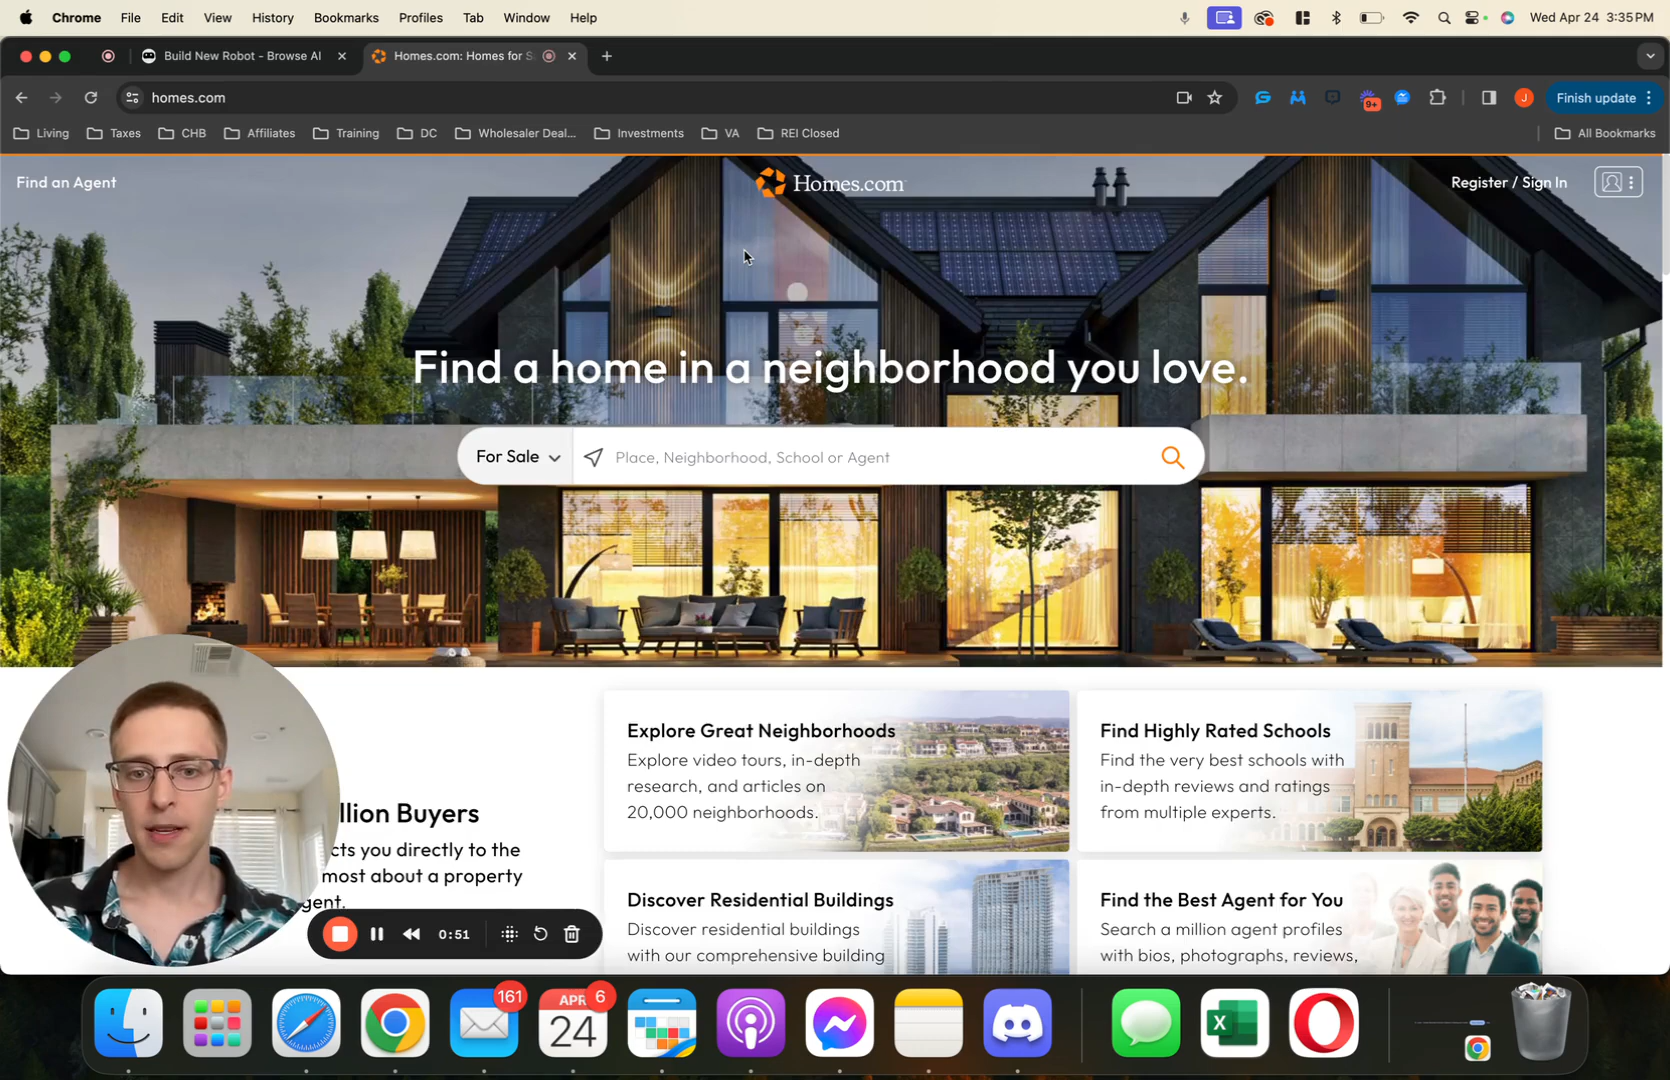 Chrome File Edit View History Bookmarks Profiles Tab Window Help Wed Apr 24 3:35 PM
Build New Robot - Browse AI Homes.com: Homes for S
homes.com 9+ J Finish update
Living Taxes CHB Affiliates Training DC Wholesaler Deal... Investments VA REI Closed All Bookmarks
Find an Agent Homes.com Register / Sign In
Find a home in a neighborhood you love.
For Sale Place, Neighborhood, School or Agent
Explore Great Neighborhoods
Explore video tours, in-depth
research, and articles on
20,000 neighborhoods.
Find Highly Rated Schools
Find the very best schools with
in-depth reviews and ratings
from multiple experts.
llion Buyers
cts you directly to the
most about a property
gent.
Discover Residential Buildings
Discover residential buildings
with our comprehensive building
Find the Best Agent for You
Search a million agent profiles
with bios, photographs, reviews,
0:51
161 APR 6
24
X